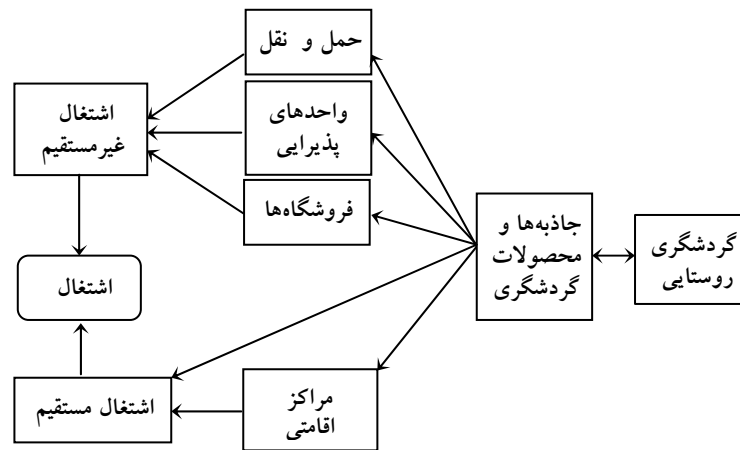 گردشگری
روستایی
جاذبه‌ها و
محصولات
گردشگری
حمل و نقل
واحدهای
پذیرایی
فروشگاه‌ها
مراکز
اقامتی
اشتغال
غیرمستقیم
اشتغال مستقیم
اشتغال